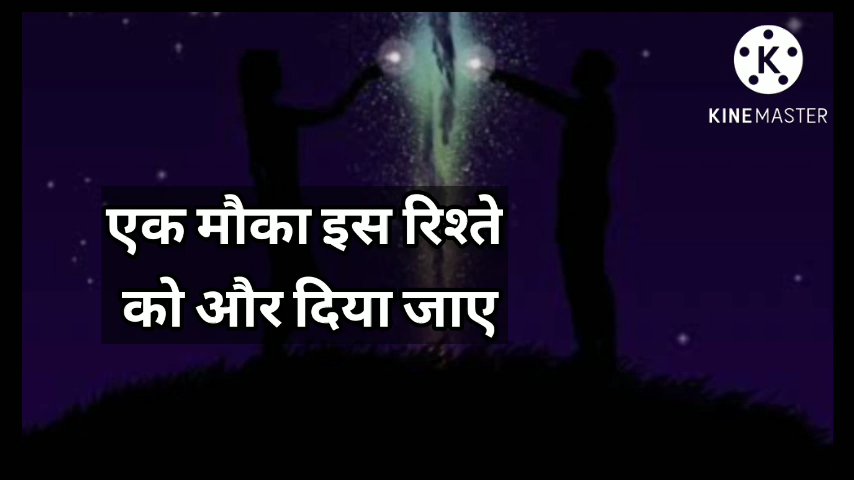 KINEMASTER
एक मौका इस रिश्ते
को और दिया जाए